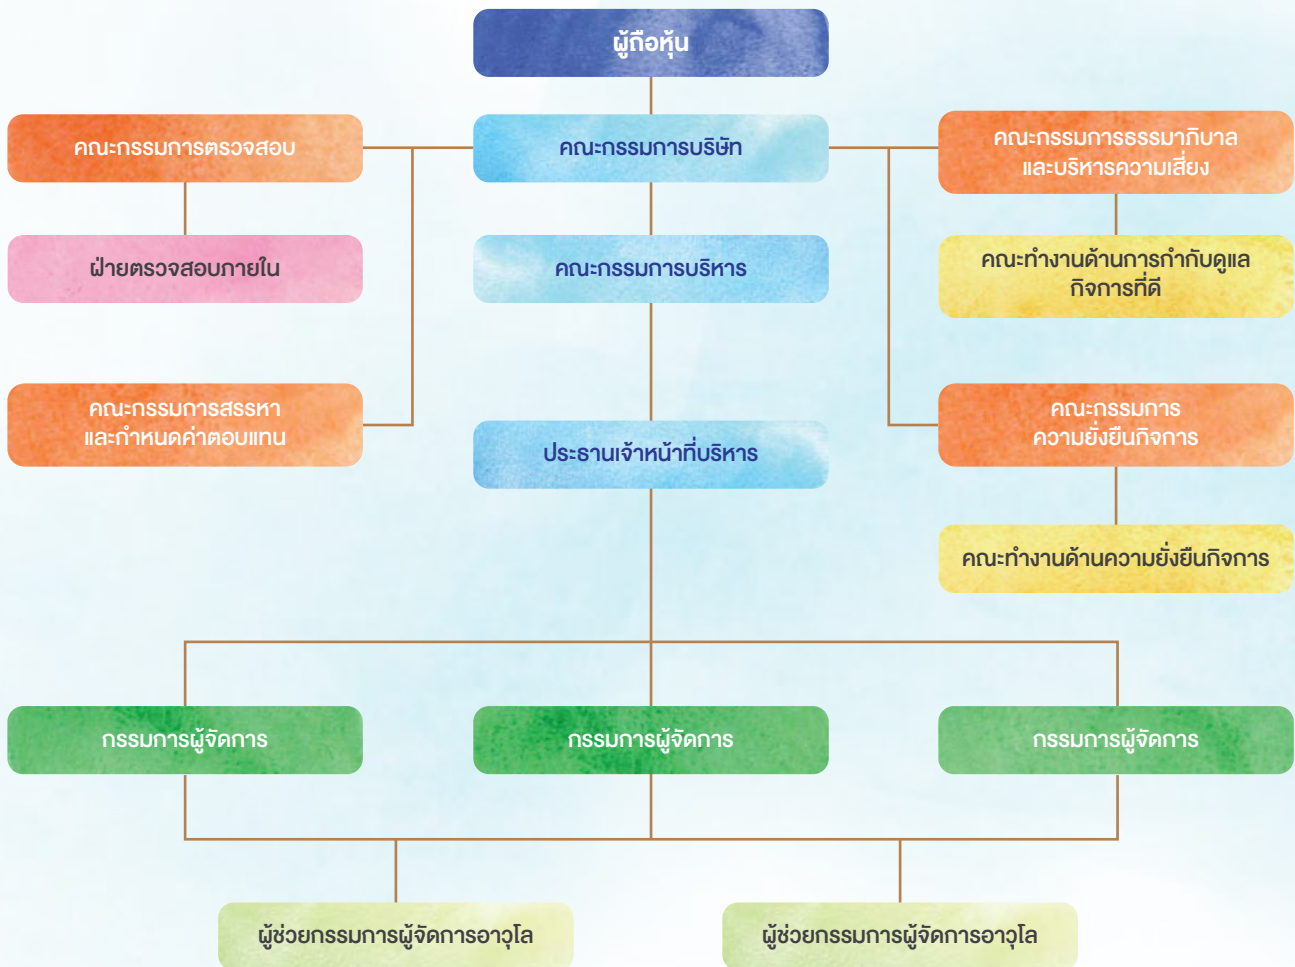 ผู้ถือหุ้น
คณะกรรมการตรวจสอบ
คณะกรรมการบริษัท
คณะกรรมการธรรมาภิบาล
และบริหารความเสี่ยง
ฝ่ายตรวจสอบภายใน
คณะกรรมการบริหาร
คณะทำงานด้านการกำกับดูแล
กิจการที่ดี
คณะกรรมการสรรหา
และกำหนดค่าตอบแทน
ประธานเจ้าหน้าที่บริหาร
คณะกรรมการ
ความยั่งยืนกิจการ
คณะทำงานด้านความยั่งยืนกิจการ
กรรมการผู้จัดการ
กรรมการผู้จัดการ
กรรมการผู้จัดการ
ผู้ช่วยกรรมการผู้จัดการอาวุโส
ผู้ช่วยกรรมการผู้จัดการอาวุโส